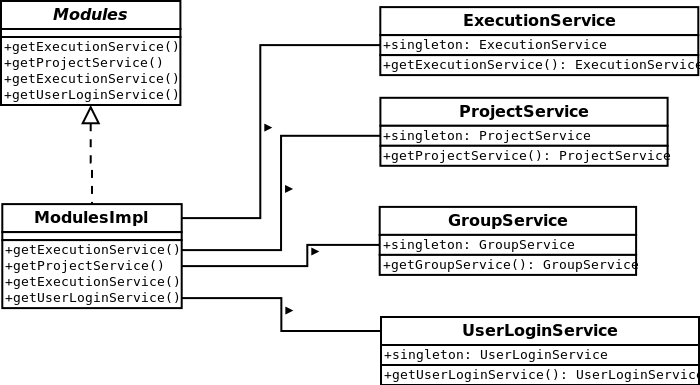 Modules
+getExecutionService()
+getProjectService()
+getExecutionService()
+getUserLoginService()
ModulesImpl
+getExecutionService()
+getProjectService()
+getExecutionService()
+getUserLoginService()
ExecutionService
+singleton: ExecutionService
+getExecutionService(): ExecutionService
ProjectService
+singleton: ProjectService
+getProjectService(): ProjectService
GroupService
+singleton: GroupService
+getGroupService(): GroupService
UserLoginService
+singleton: UserLoginService
+getUserLoginService(): UserLoginService